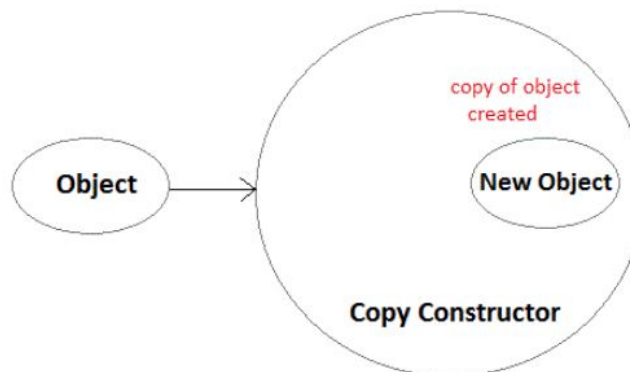 Object
copy of object
created
New Object
Copy Constructor